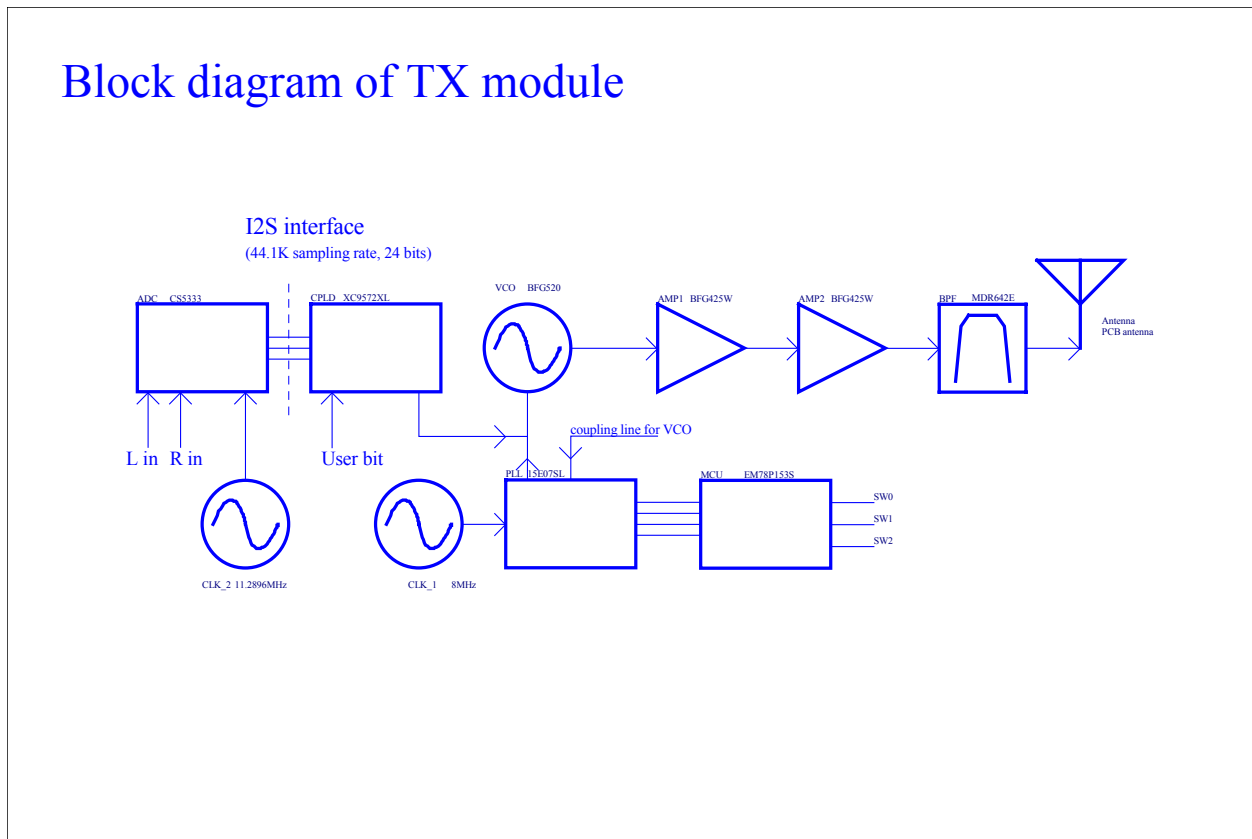 Block diagram of TX module
I2S interface
(44.1K sampling rate, 24 bits)
ADC CS5333
CPLD XC9572XL
VCO BFG520
AMP1 BFG425W
AMP2 BFG425W
BPF MDR642E
Antenna
PCB antenna
L in
R in
User bit
coupling line for VCO
PLL 15E07SL
MCU EM78P153S
SW0
SW1
SW2
CLK_2 11.2896MHz
CLK_1 8MHz